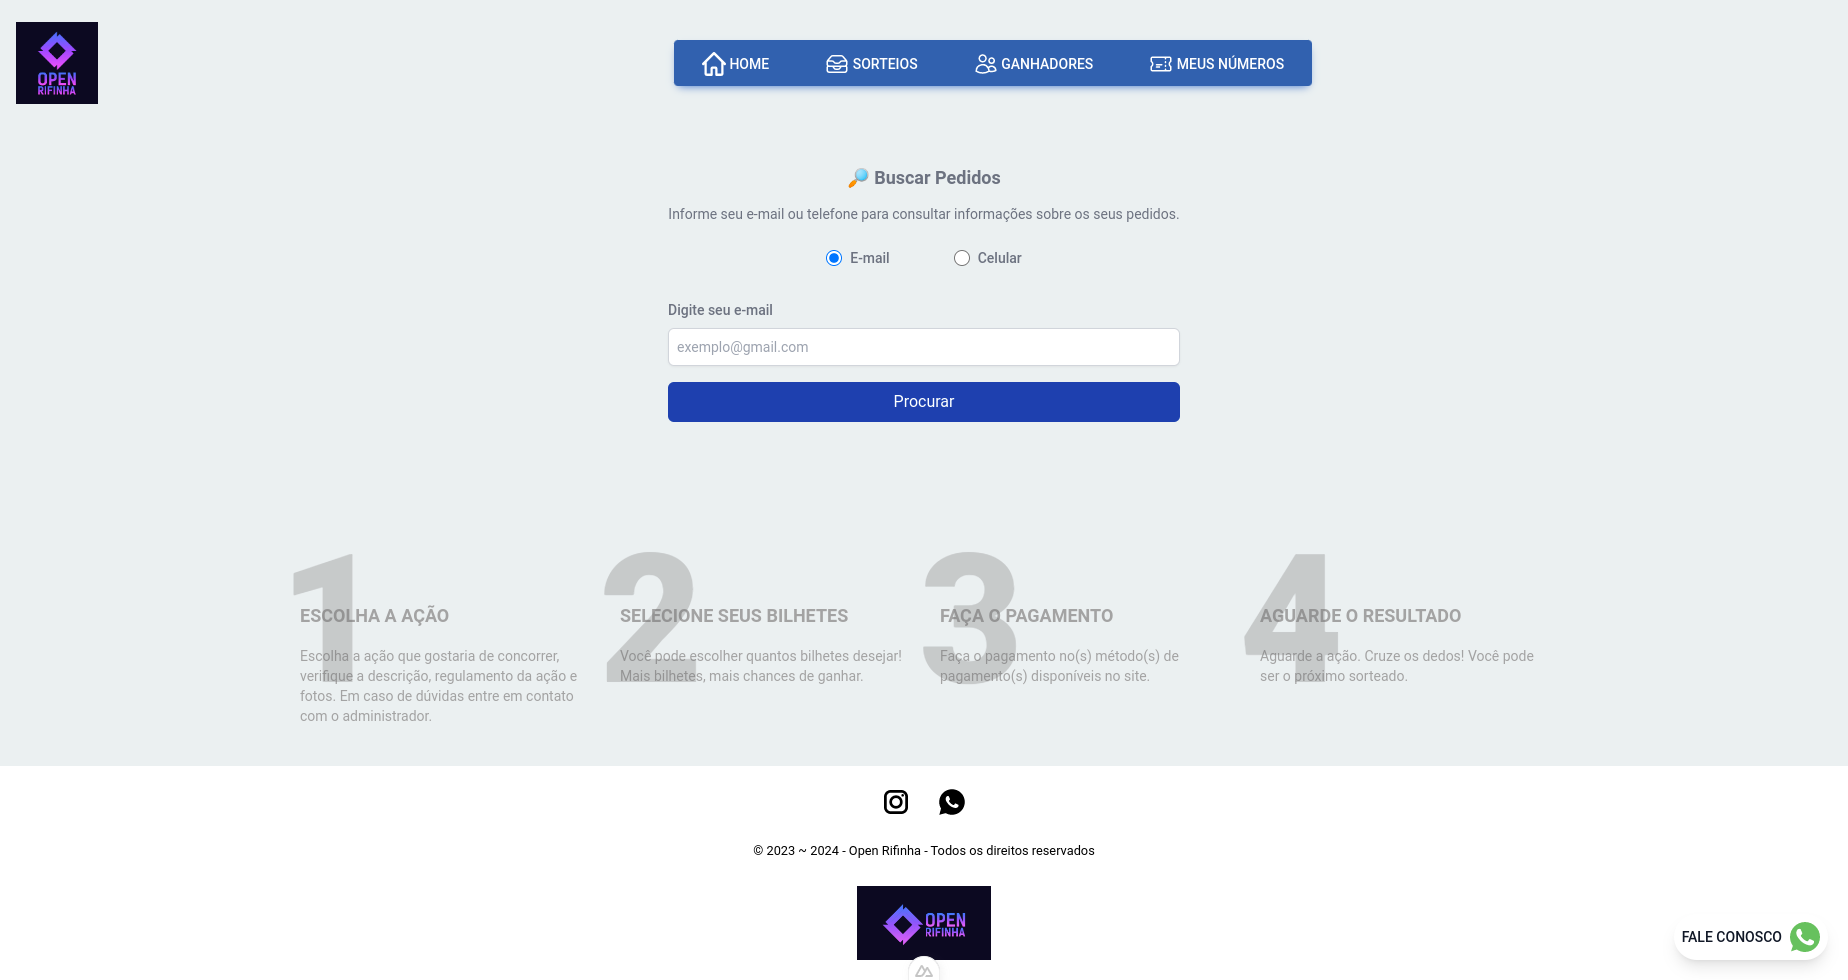 OPEN
RIFINHA
HOME
SORTEIOS
GANHADORES
MEUS NÚMEROS
Buscar Pedidos
Informe seu e-mail ou telefone para consultar informações sobre os seus pedidos.
E-mail
Celular
Digite seu e-mail
exemplo@gmail.com
Procurar
1
ESCOLHA A AÇÃO
Escolha a ação que gostaria de concorrer,
verifique a descrição, regulamento da ação e
fotos. Em caso de dúvidas entre em contato
com o administrador.
2
SELECIONE SEUS BILHETES
Você pode escolher quantos bilhetes desejar!
Mais bilhetes, mais chances de ganhar.
3
FAÇA O PAGAMENTO
Faça o pagamento no(s) método(s) de
pagamento(s) disponíveis no site.
4
AGUARDE O RESULTADO
Aguarde a ação. Cruze os dedos! Você pode
ser o próximo sorteado.
© 2023 ~ 2024 - Open Rifinha - Todos os direitos reservados
OPEN
RIFINHA
FALE CONOSCO